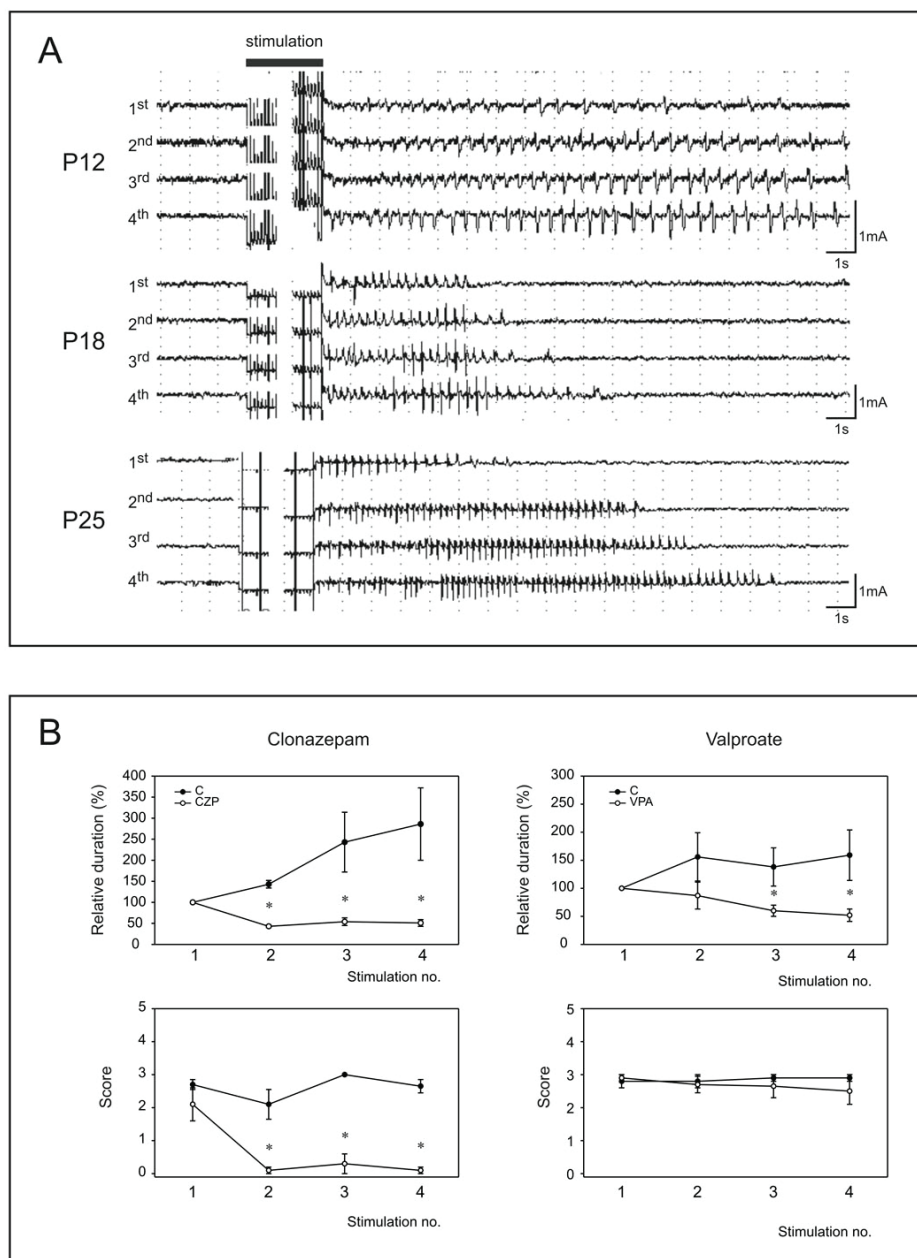 A
stimulation
P12
1st
2nd
3rd
4th
1mA
1s
P18
1st
2nd
3rd
4th
1mA
1s
P25
1st
2nd
3rd
4th
1mA
1s
B
Clonazepam
Relative duration (%)
400
350
300
250
200
150
100
50
0
C
CZP
*
*
*
1 2 3 4
Stimulation no.
Valproate
Relative duration (%)
300
250
200
150
100
50
0
C
VPA
*
*
1 2 3 4
Stimulation no.
Score
5
4
3
2
1
0
*
*
*
1 2 3 4
Stimulation no.
Score
5
4
3
2
1
0
1 2 3 4
Stimulation no.